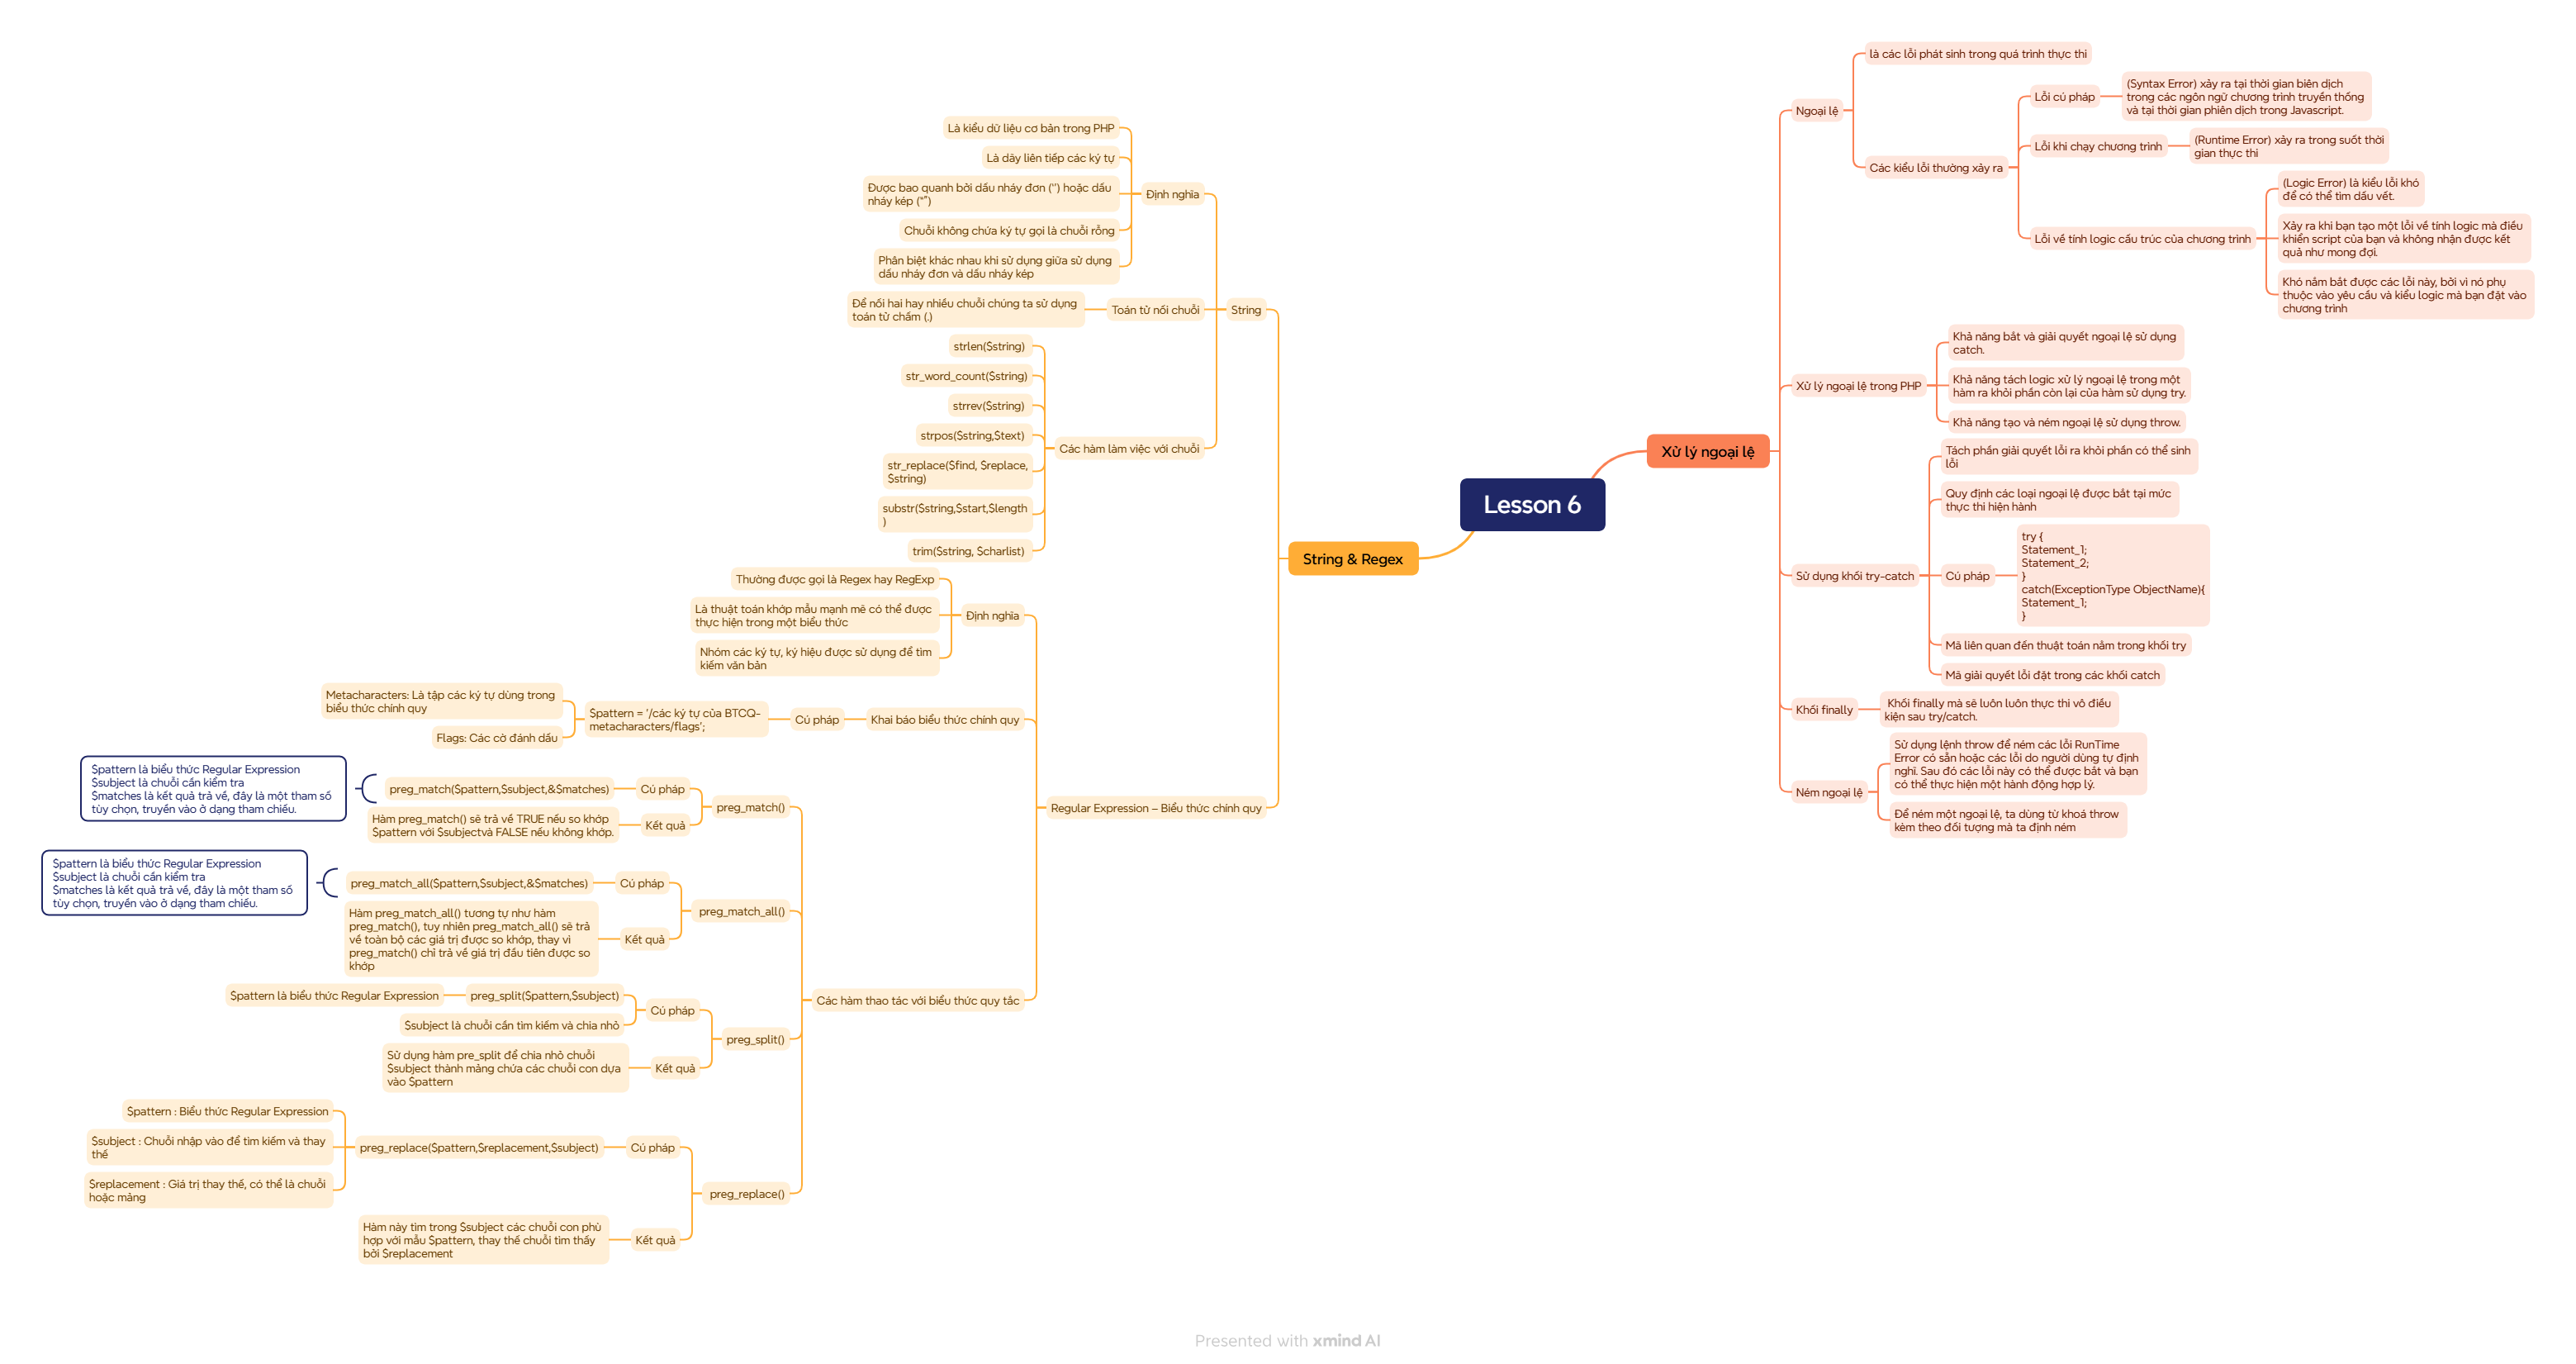 Lesson 6
Xử lý ngoại lệ
Ngoại lệ
là các lỗi phát sinh trong quá trình thực thi
Các kiểu lỗi thường xảy ra
Lỗi cú pháp
(Syntax Error) xảy ra tại thời gian biên dịch
trong các ngôn ngữ chương trình truyền thống
và tại thời gian phiên dịch trong Javascript.
Lỗi khi chạy chương trình
(Runtime Error) xảy ra trong suốt thời
gian thực thi
Lỗi về tính logic cấu trúc của chương trình
(Logic Error) là kiểu lỗi khó
để có thể tìm dấu vết.
Xảy ra khi bạn tạo một lỗi về tính logic mà điều
khiển script của bạn và không nhận được kết
quả như mong đợi.
Khó nắm bắt được các lỗi này, bởi vì nó phụ
thuộc vào yêu cầu và kiểu logic mà bạn đặt vào
chương trình
Xử lý ngoại lệ trong PHP
Khả năng bắt và giải quyết ngoại lệ sử dụng
catch.
Khả năng tách logic xử lý ngoại lệ trong một
hàm ra khỏi phần còn lại của hàm sử dụng try.
Khả năng tạo và ném ngoại lệ sử dụng throw.
Sử dụng khối try-catch
Tách phần giải quyết lỗi ra khỏi phần có thể sinh
lỗi
Quy định các loại ngoại lệ được bắt tại mức
thực thi hiện hành
Cú pháp
try {
Statement_1;
Statement_2;
}
catch(ExceptionType ObjectName){
Statement_1;
}
Mã liên quan đến thuật toán nằm trong khối try
Mã giải quyết lỗi đặt trong các khối catch
Khối finally
Khối finally mà sẽ luôn luôn thực thi vô điều
kiện sau try/catch.
Ném ngoại lệ
Sử dụng lệnh throw để ném các lỗi RunTime
Error có sẵn hoặc các lỗi do người dùng tự định
nghĩ. Sau đó các lỗi này có thể được bắt và bạn
có thể thực hiện một hành động hợp lý.
Để ném một ngoại lệ, ta dùng từ khoá throw
kèm theo đối tượng mà ta định ném
String & Regex
String
Định nghĩa
Là kiểu dữ liệu cơ bản trong PHP
Là dãy liên tiếp các ký tự
Được bao quanh bởi dấu nháy đơn ('') hoặc dấu
nháy kép ("")
Chuỗi không chứa ký tự gọi là chuỗi rỗng
Phân biệt khác nhau khi sử dụng giữa sử dụng
dấu nháy đơn và dấu nháy kép
Toán tử nối chuỗi
Để nối hai hay nhiều chuỗi chúng ta sử dụng
toán tử chấm (.)
Các hàm làm việc với chuỗi
strlen($string)
str_word_count($string)
strrev($string)
strpos($string,$text)
str_replace($find, $replace,
$string)
substr($string,$start,$length
)
trim($string, $charlist)
Regular Expression – Biểu thức chính quy
Định nghĩa
Thường được gọi là Regex hay RegExp
Là thuật toán khớp mẫu mạnh mẽ có thể được
thực hiện trong một biểu thức
Nhóm các ký tự, ký hiệu được sử dụng để tìm
kiếm văn bản
Khai báo biểu thức chính quy
Cú pháp
$pattern = '/các ký tự của BTCQ-
metacharacters/flags';
Metacharacters: Là tập các ký tự dùng trong
biểu thức chính quy
Flags: Các cờ đánh dấu
Các hàm thao tác với biểu thức quy tắc
preg_match()
Cú pháp
preg_match($pattern,$subject,&$matches)
$pattern là biểu thức Regular Expression
$subject là chuỗi cần kiểm tra
$matches là kết quả trả về, đây là một tham số
tùy chọn, truyền vào ở dạng tham chiếu.
Kết quả
Hàm preg_match() sẽ trả về TRUE nếu so khớp
$pattern với $subjectvà FALSE nếu không khớp.
preg_match_all()
Cú pháp
preg_match_all($pattern,$subject,&$matches)
$pattern là biểu thức Regular Expression
$subject là chuỗi cần kiểm tra
$matches là kết quả trả về, đây là một tham số
tùy chọn, truyền vào ở dạng tham chiếu.
Kết quả
Hàm preg_match_all() tương tự như hàm
preg_match(), tuy nhiên preg_match_all() sẽ trả
về toàn bộ các giá trị được so khớp, thay vì
preg_match() chỉ trả về giá trị đầu tiên được so
khớp
preg_split()
Cú pháp
preg_split($pattern,$subject)
$pattern là biểu thức Regular Expression
$subject là chuỗi cần tìm kiếm và chia nhỏ
Kết quả
Sử dụng hàm pre_split để chia nhỏ chuỗi
$subject thành mảng chứa các chuỗi con dựa
vào $pattern
preg_replace()
Cú pháp
preg_replace($pattern,$replacement,$subject)
$pattern : Biểu thức Regular Expression
$subject : Chuỗi nhập vào để tìm kiếm và thay
thế
$replacement : Giá trị thay thế, có thể là chuỗi
hoặc mảng
Kết quả
Hàm này tìm trong $subject các chuỗi con phù
hợp với mẫu $pattern, thay thế chuỗi tìm thấy
bởi $replacement
Presented with xmind AI